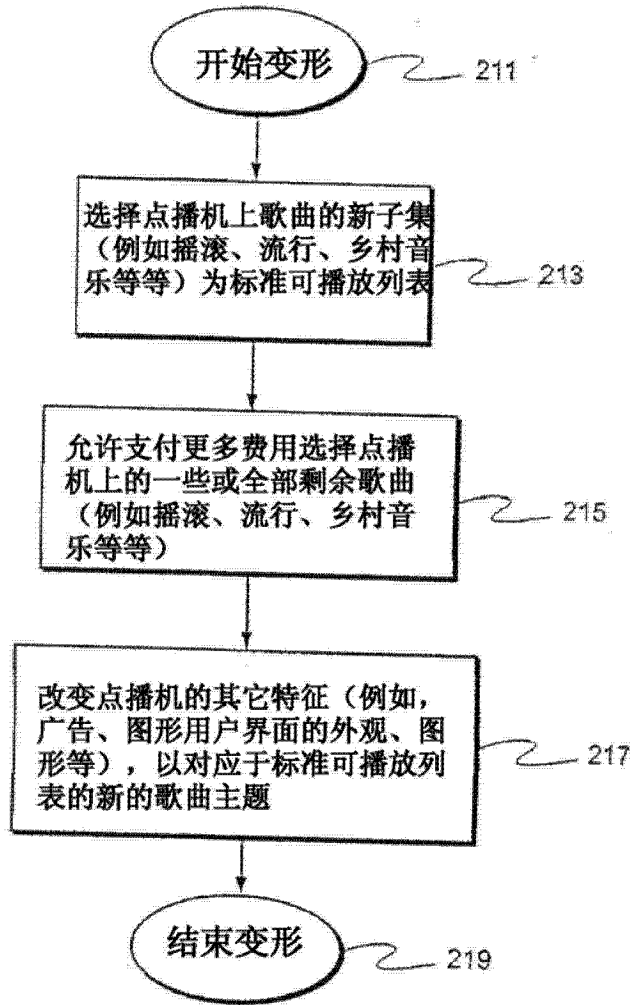 开始变形
211
选择点播机上歌曲的新子集
（例如摇滚、流行、乡村音
乐等等）为标准可播放列表
213
允许支付更多费用选择点播
机上的一些或全部剩余歌曲
（例如摇滚、流行、乡村音
乐等等）
215
改变点播机的其它特征（例如，
广告、图形用户界面的外观、图
形等），以对应于标准可播放列
表的新的歌曲主题
217
结束变形
219